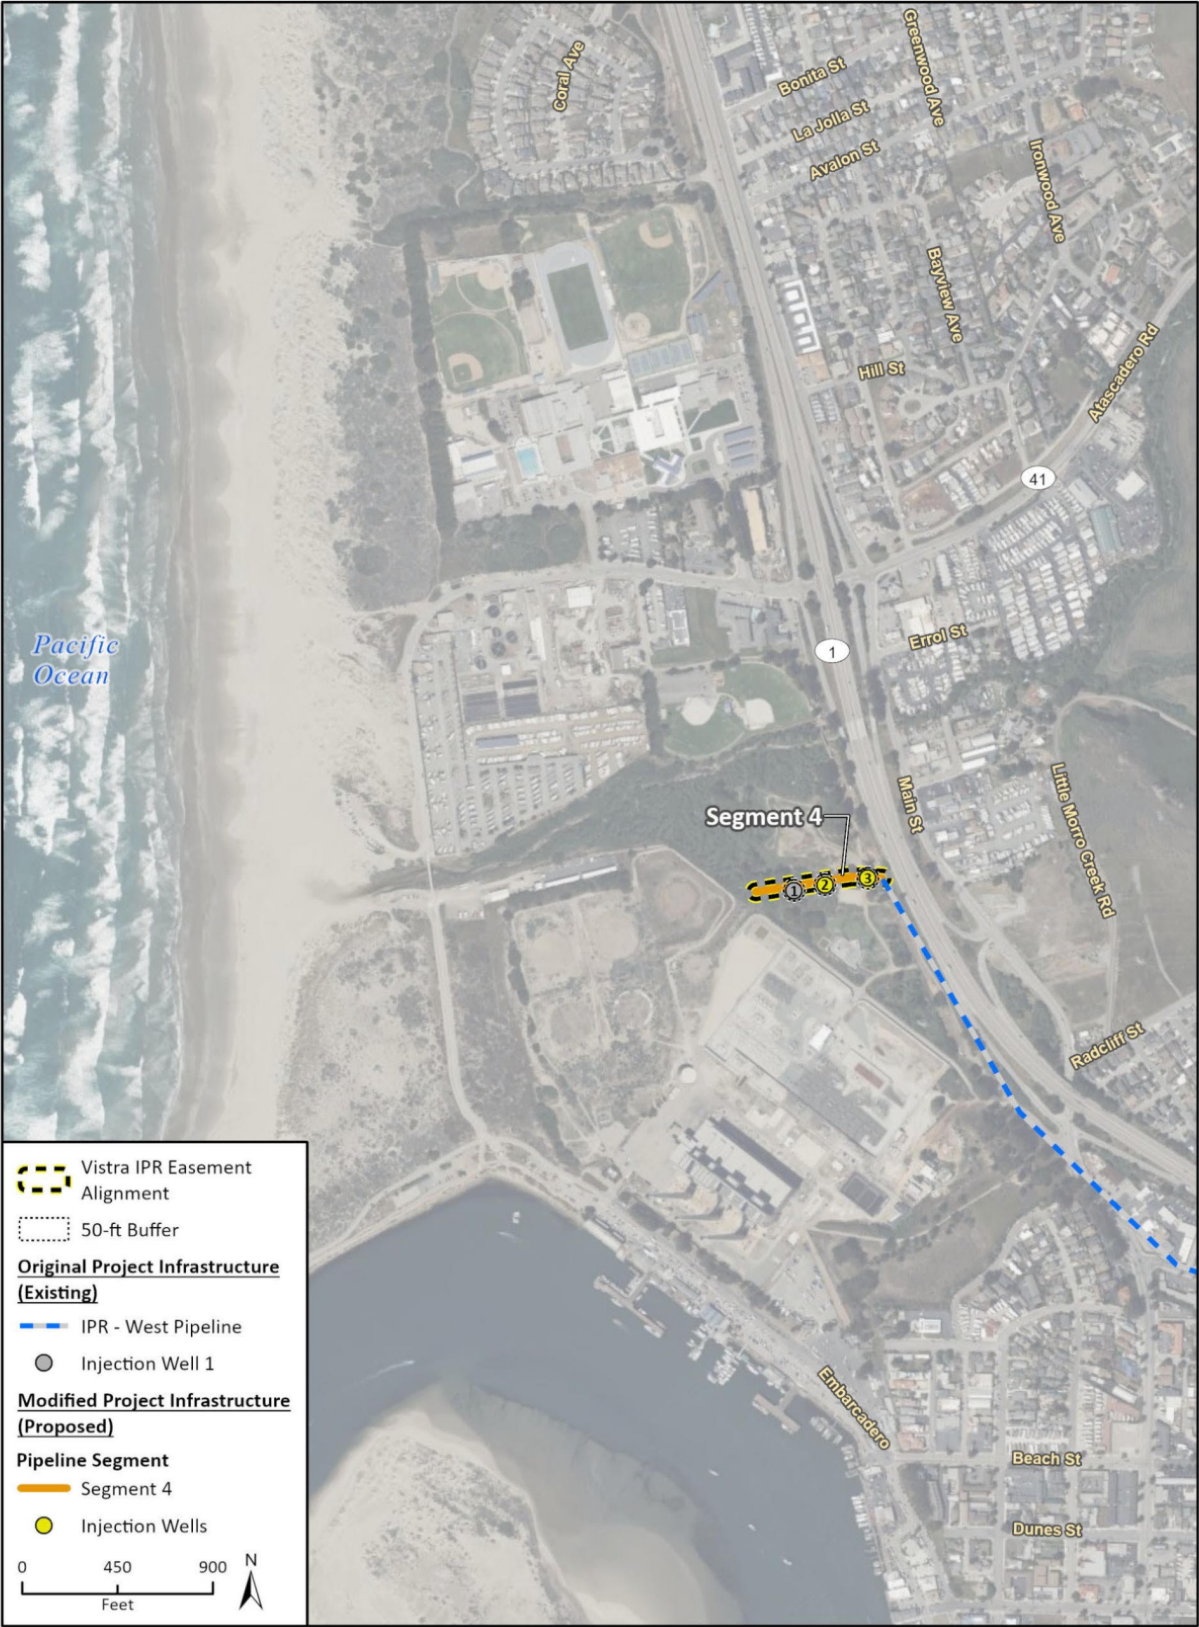 Coral Ave
Greenwood Ave
Bonita St
La Jolla St
Avalon St
Ironwood Ave
Bayview Ave
Hill St
Atascadero Rd
41
Errol St
Pacific
Ocean
1
Main St
Little Morro Creek Rd
Segment 4
1
2
3
Radcliff St
Embarcadero
Beach St
Dunes St
Vistra IPR Easement
Alignment
50-ft Buffer
Original Project Infrastructure
(Existing)
IPR - West Pipeline
Injection Well 1
Modified Project Infrastructure
(Proposed)
Pipeline Segment
Segment 4
Injection Wells
0 450 900
Feet
N